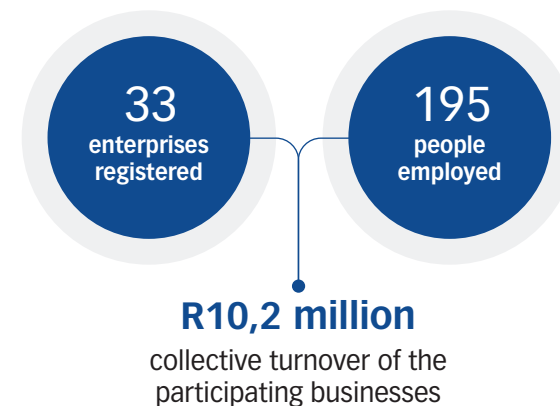 33
enterprises
registered
195
people
employed
R10,2 million
collective turnover of the
participating businesses